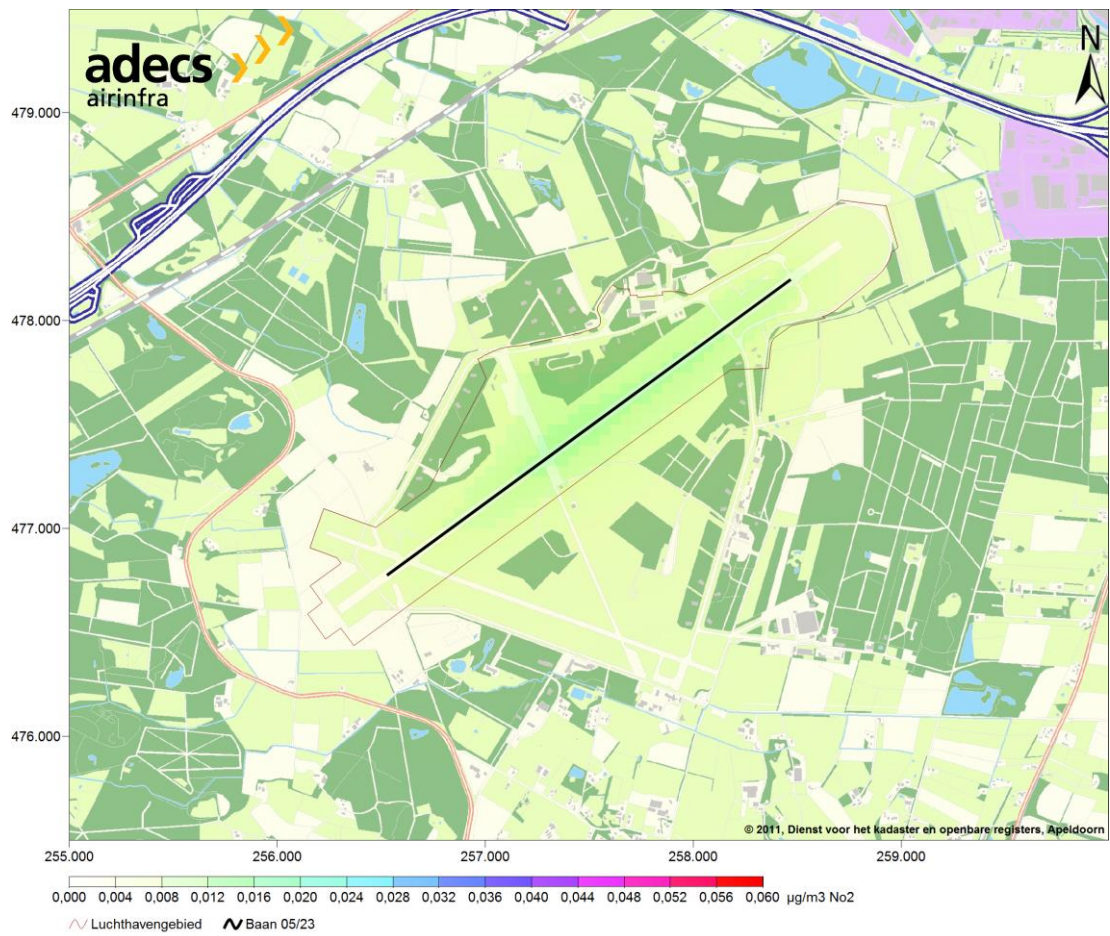 adecs
airinfra
N
479.000
478.000
477.000
476.000
© 2011, Dienst voor het kadaster en openbare registers, Apeldoorn
255.000 256.000 257.000 258.000 259.000
0,000 0,004 0,008 0,012 0,016 0,020 0,024 0,028 0,032 0,036 0,040 0,044 0,048 0,052 0,056 0,060 µg/m3 No2
Luchthavengebied Baan 05/23